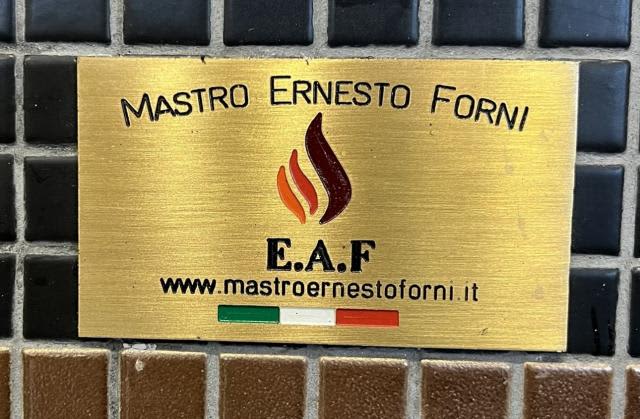 MASTRO ERNESTO FORNI
E.A.F
www.mastroernestoforni.it